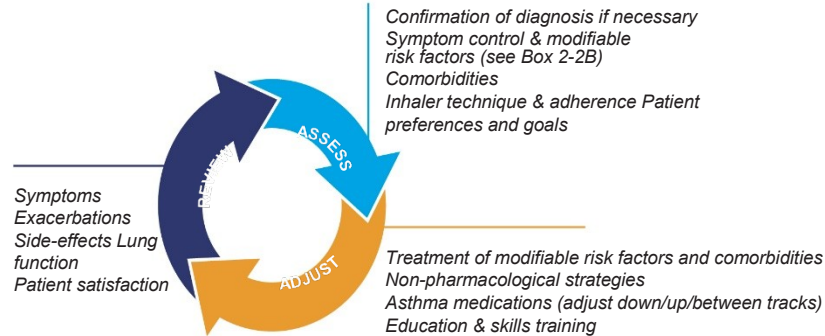 Confirmation of diagnosis if necessary
Symptom control & modifiable
risk factors (see Box 2-2B)
Comorbidities
Inhaler technique & adherence Patient
preferences and goals
ASSESS
REVIEW
Symptoms
Exacerbations
Side-effects Lung
function
Patient satisfaction
ADJUST
Treatment of modifiable risk factors and comorbidities
Non-pharmacological strategies
Asthma medications (adjust down/up/between tracks)
Education & skills training